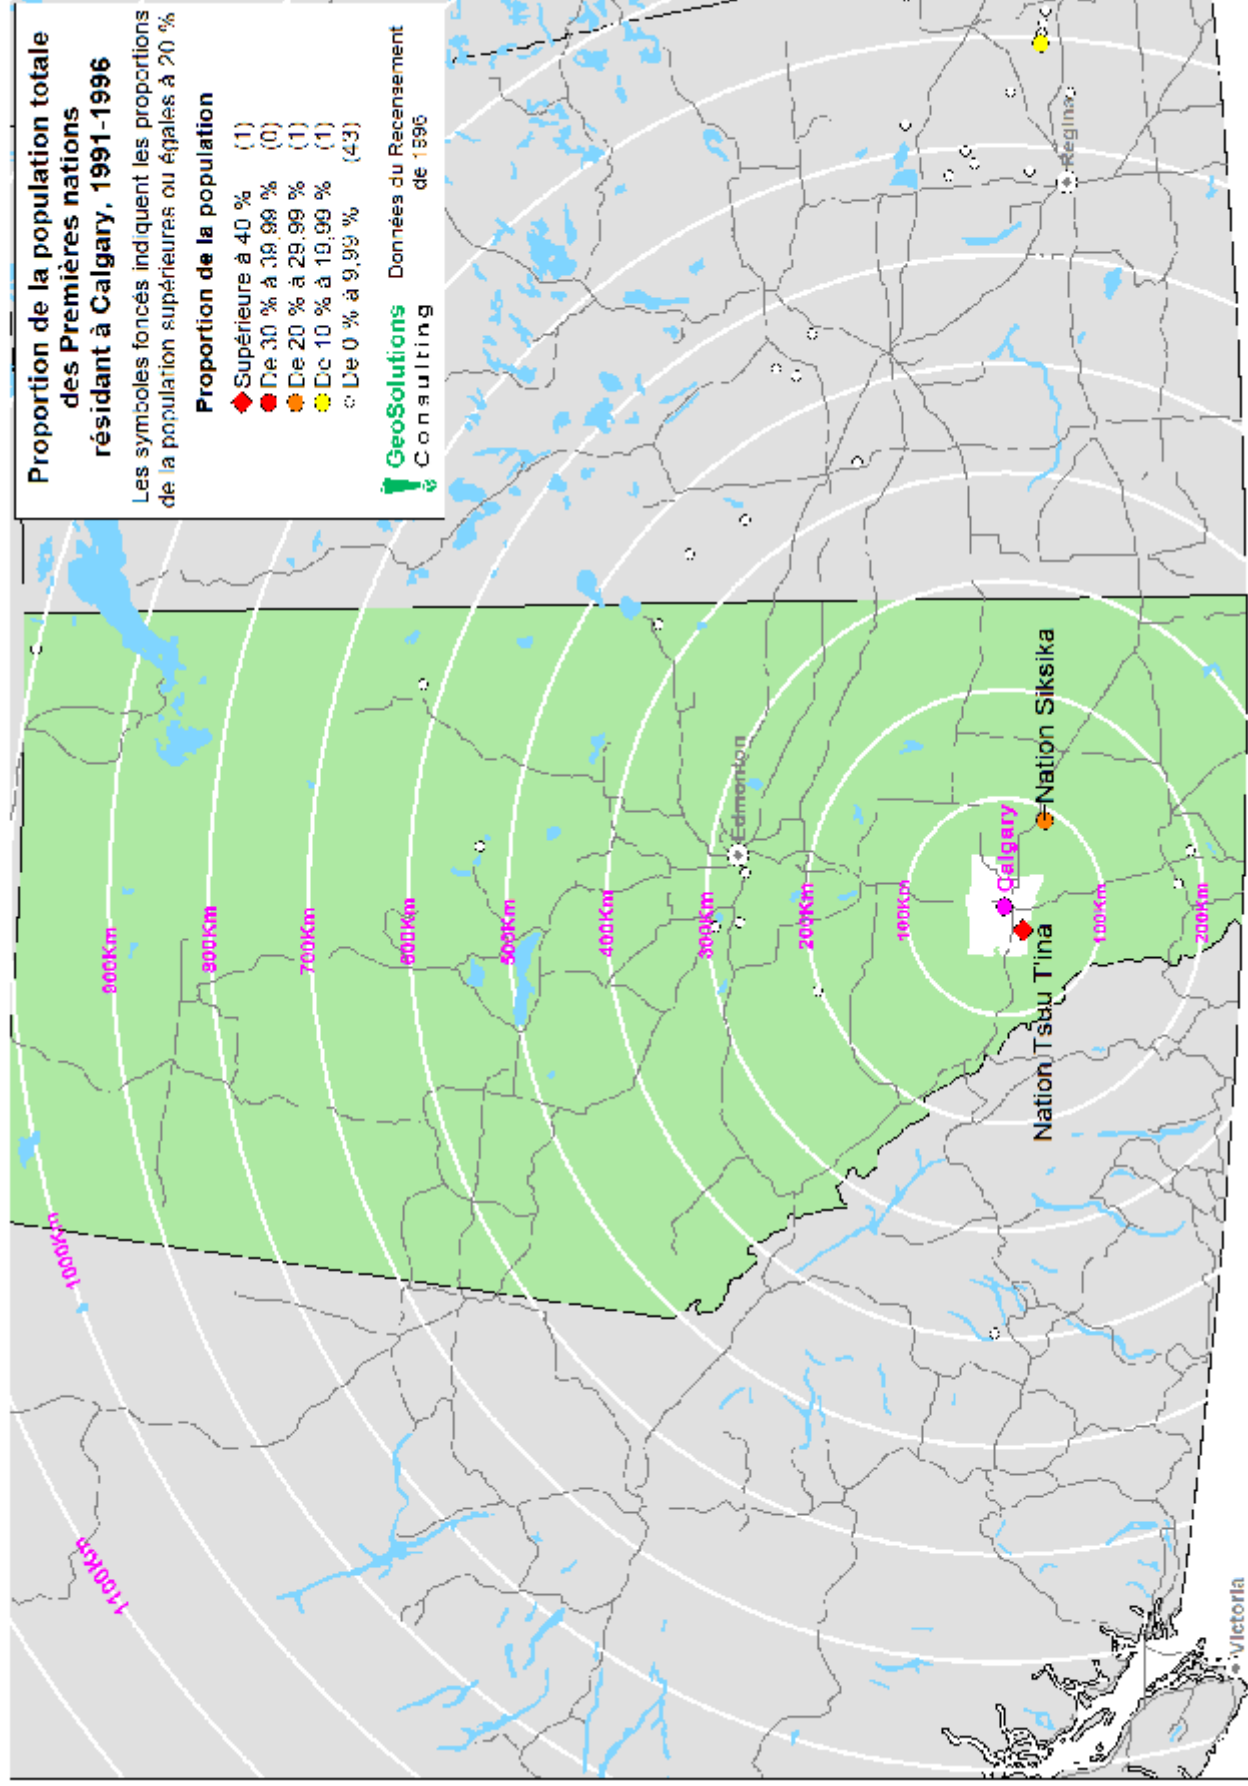 Proportion de la population totale
des Premières nations
résidant à Calgary, 1991-1996
Les symboles foncés indiquent les proportions
de la population supérieures ou égales à 20 %
Proportion de la population
Supérieure à 40 % (1)
De 30 % à 39,99 % (0)
De 20 % à 29,99 % (1)
De 10 % à 19,99 % (1)
De 0 % à 9,99 % (43)
GeoSolutions
Consulting
Données du Recensement
de 1996
1100Km
1000Km
900Km
800Km
700Km
600Km
500Km
400Km
300Km
200Km
100Km
Edmonton
Calgary
Nation Siksika
Nation Tsuu T'ina
100Km
200Km
Regina
Victoria